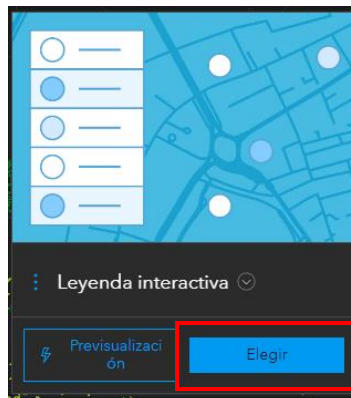 Leyenda interactiva
Previsualizaci
ón
Elegir